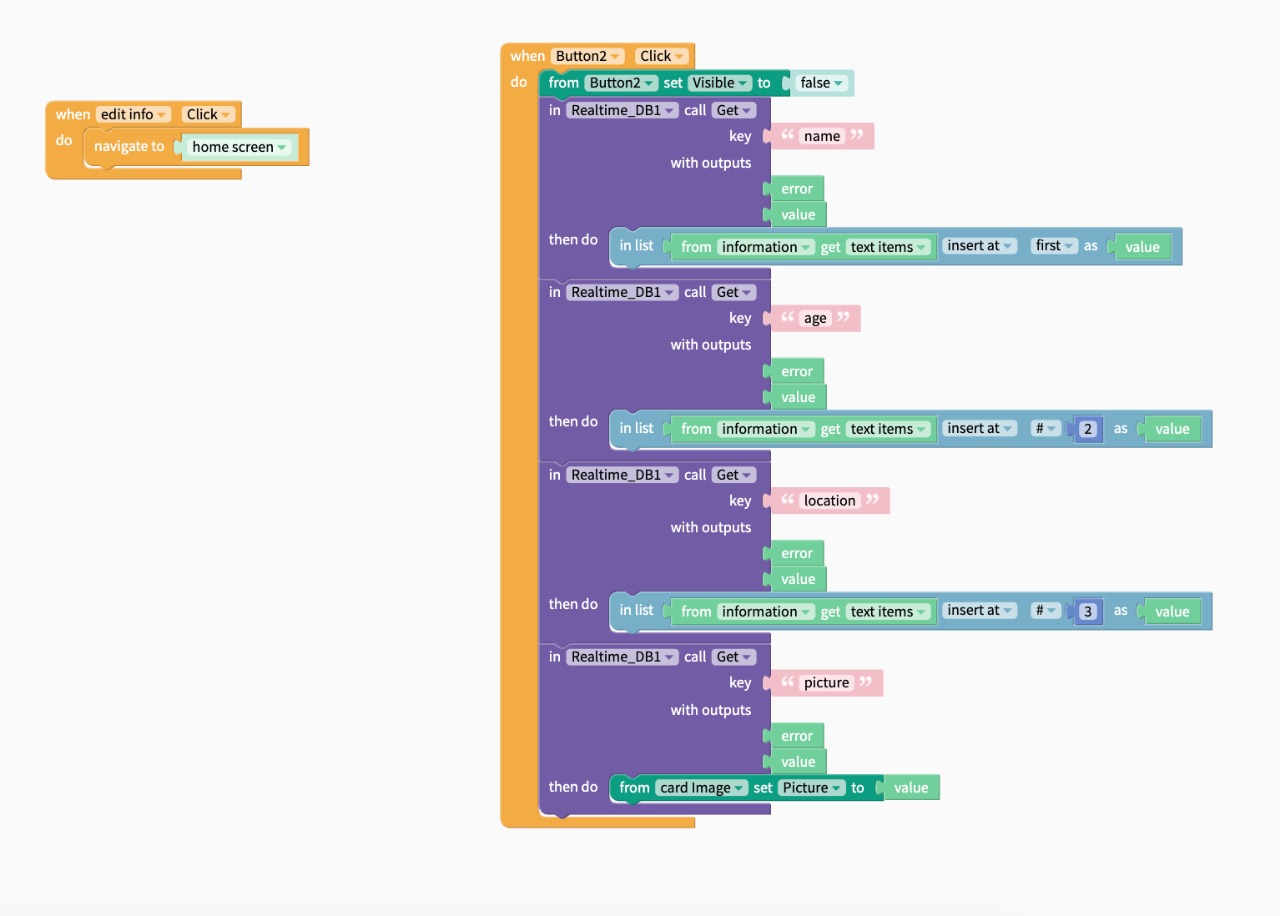 when edit info Click
do navigate to home screen
when Button2 Click
do from Button2 set Visible to false
in Realtime_DB1 call Get
key “ name ”
with outputs
error
value
then do in list from information get text items insert at first as value
in Realtime_DB1 call Get
key “ age ”
with outputs
error
value
then do in list from information get text items insert at # 2 as value
in Realtime_DB1 call Get
key “ location ”
with outputs
error
value
then do in list from information get text items insert at # 3 as value
in Realtime_DB1 call Get
key “ picture ”
with outputs
error
value
then do from card Image set Picture to value